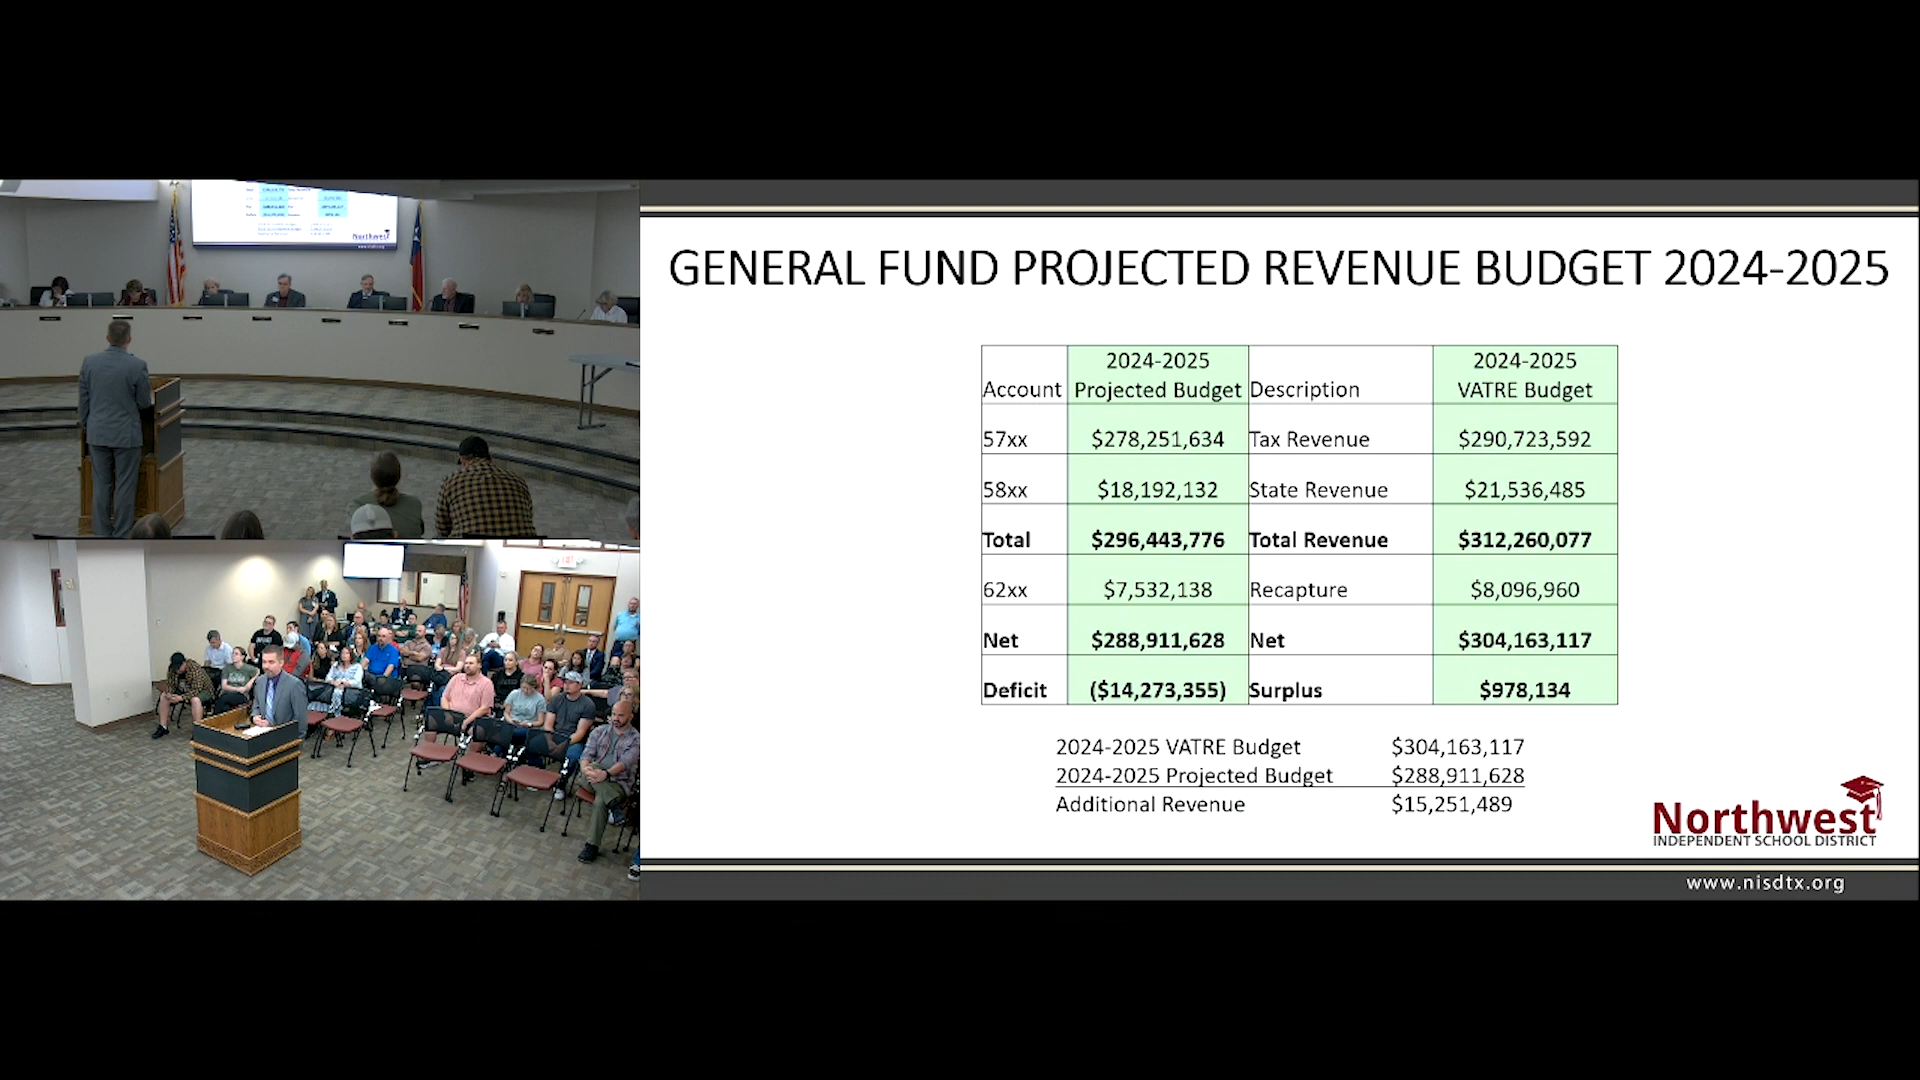 GENERAL FUND PROJECTED REVENUE BUDGET 2024-2025
Account 2024-2025 Projected Budget Description 2024-2025 VATRE Budget
57xx $278,251,634 Tax Revenue $290,723,592
58xx $18,192,132 State Revenue $21,536,485
Total $296,443,776 Total Revenue $312,260,077
62xx $7,532,138 Recapture $8,096,960
Net $288,911,628 Net $304,163,117
Deficit ($14,273,355) Surplus $978,134
2024-2025 VATRE Budget $304,163,117
2024-2025 Projected Budget $288,911,628
Additional Revenue $15,251,489
Northwest
INDEPENDENT SCHOOL DISTRICT
www.nisdtx.org
Northwest
EXIT